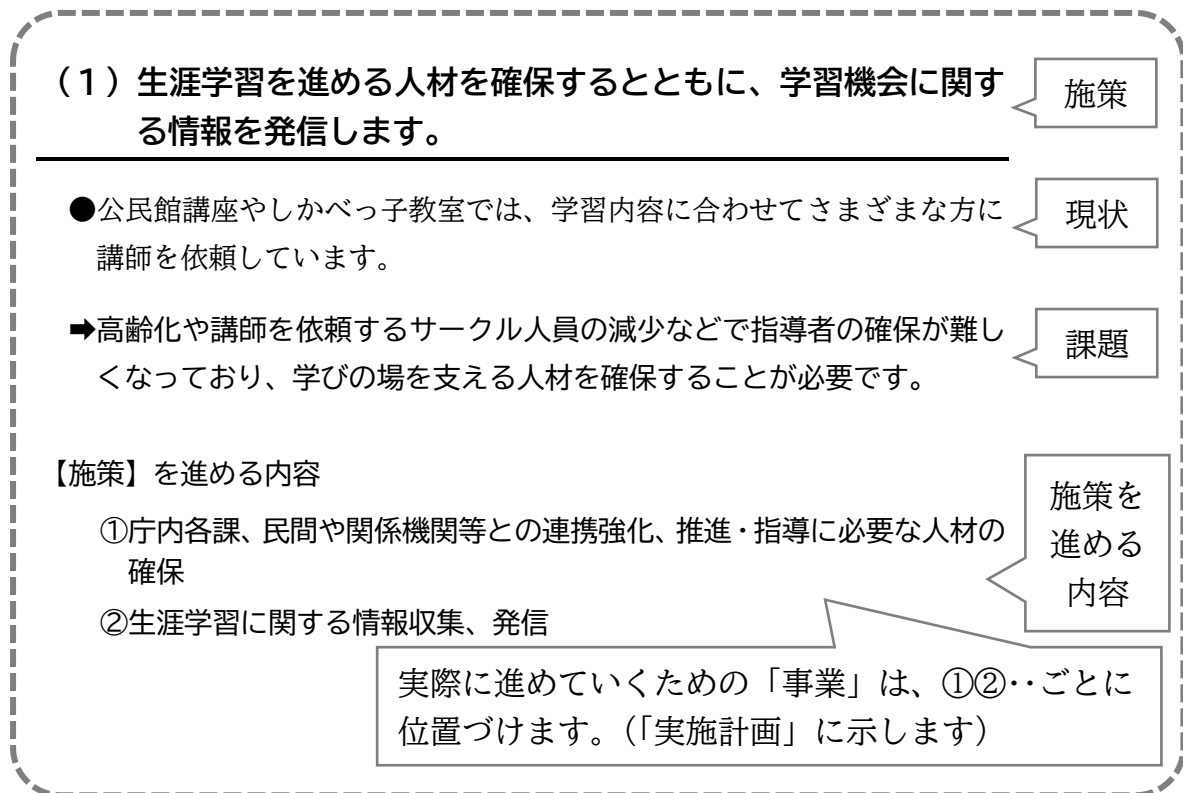 （１）生涯学習を進める人材を確保するとともに、学習機会に関す
る情報を発信します。
施策
●公民館講座やしかべっ子教室では、学習内容に合わせてさまざまな方に
講師を依頼しています。
現状
➡高齢化や講師を依頼するサークル人員の減少などで指導者の確保が難し
くなっており、学びの場を支える人材を確保することが必要です。
課題
【施策】を進める内容
①庁内各課、民間や関係機関等との連携強化、推進・指導に必要な人材の
確保
②生涯学習に関する情報収集、発信
施策を
進める
内容
実際に進めていくための「事業」は、①②‥ごとに
位置づけます。（「実施計画」に示します）